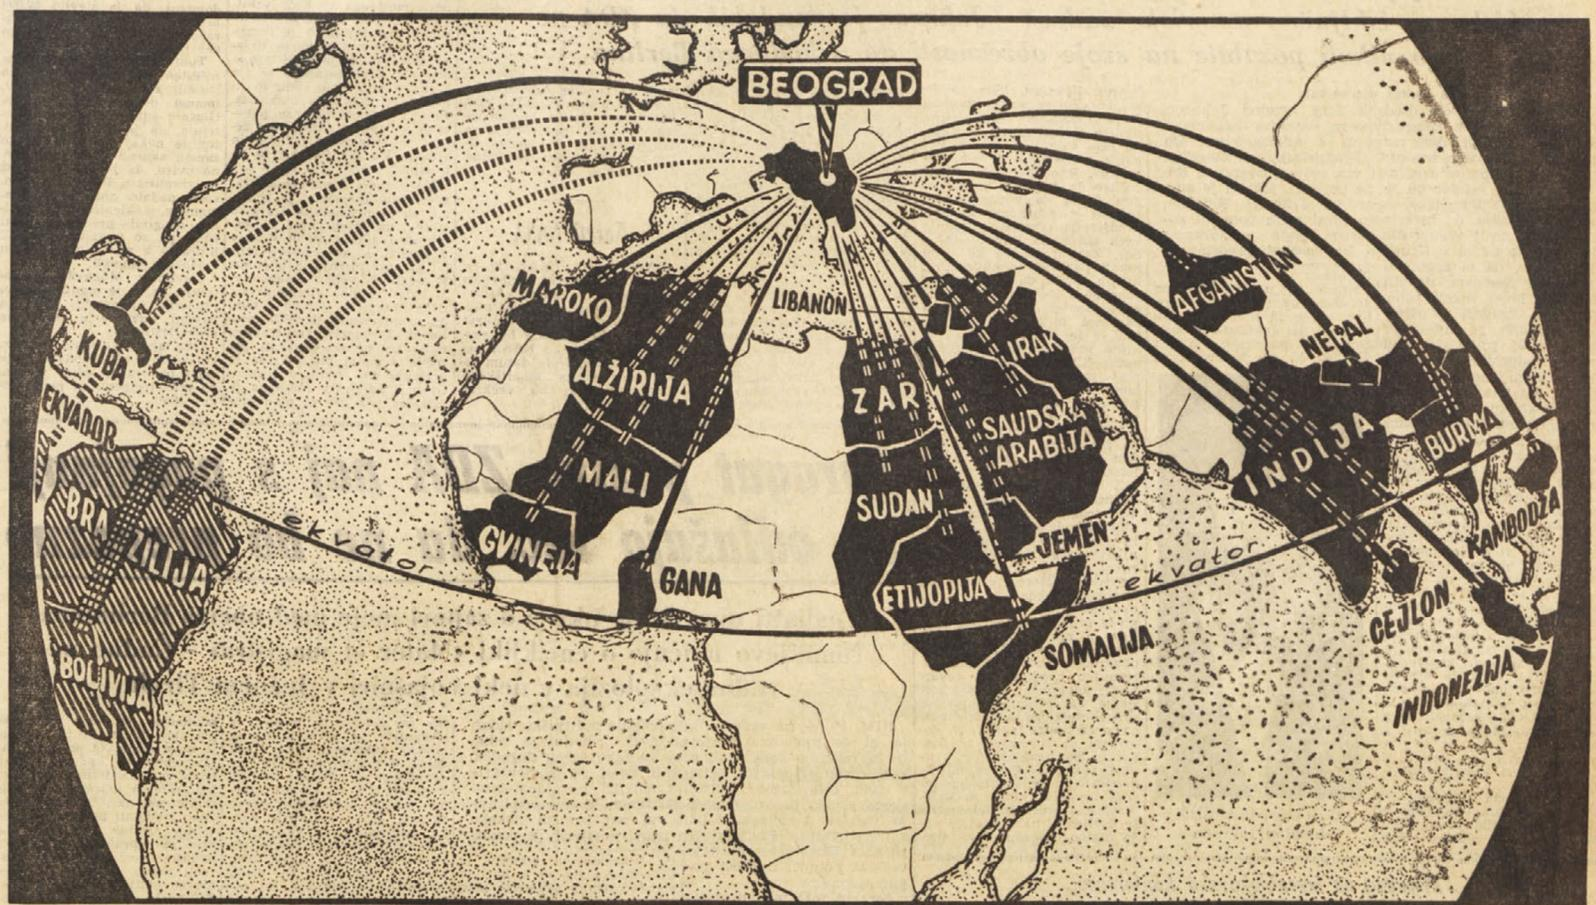 BEOGRAD
MAROKO
LIBANON
AFGANISTAN
NEPAL
KUBA
IRAK
ALŽIRIJA
ZAR
EKVADOR
SAUDSKA
ARABIJA
BURMA
INDIJA
MALI
SUDAN
BRAZILIJA
KAMBODŽA
ekvator
GVINEJA
JEMEN
ekvator
GANA
ETIJOPIJA
CEJLON
SOMALIJA
BOLIVIJA
INDONEZIJA